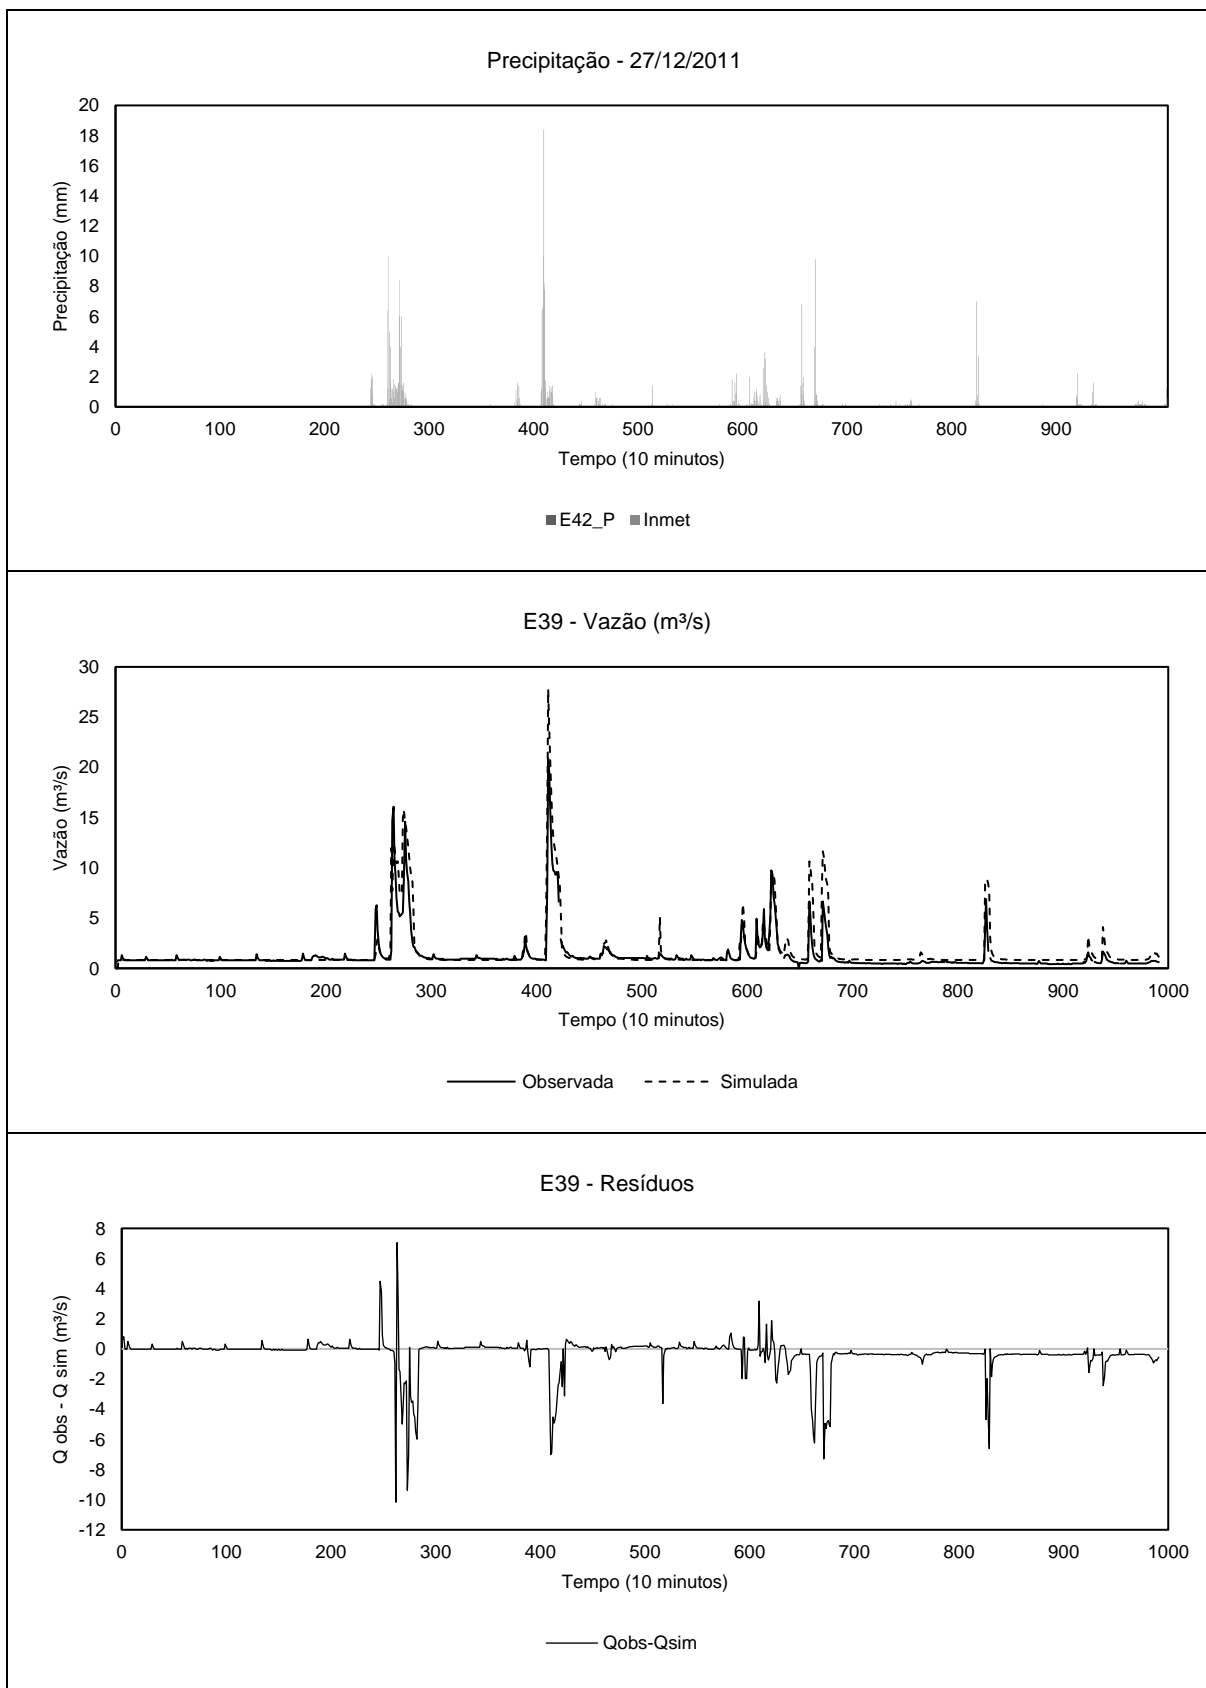 Precipitação - 27/12/2011
Precipitação (mm)
20
18
16
14
12
10
8
6
4
2
0
0 100 200 300 400 500 600 700 800 900
Tempo (10 minutos)
E42_P Inmet
E39 - Vazão (m³/s)
Vazão (m³/s)
30
25
20
15
10
5
0
0 100 200 300 400 500 600 700 800 900 1000
Tempo (10 minutos)
Observada Simulada
E39 - Resíduos
Q obs - Q sim (m³/s)
8
6
4
2
0
-2
-4
-6
-8
-10
-12
0 100 200 300 400 500 600 700 800 900 1000
Tempo (10 minutos)
Qobs-Qsim